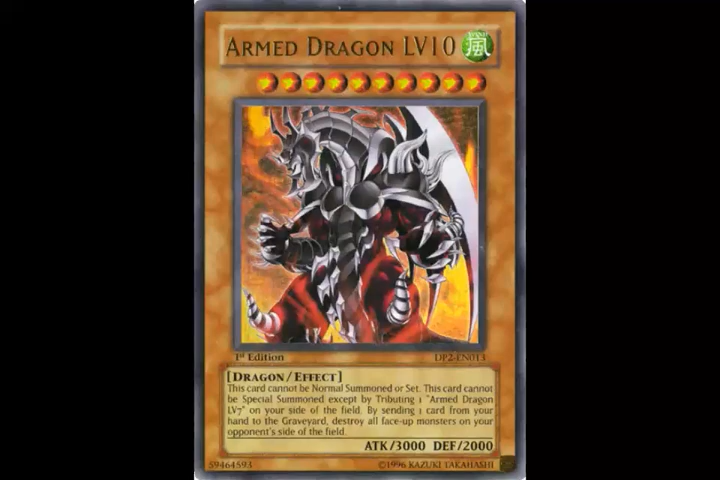 ARMED DRAGON LV10
WIND
風
1st Edition
DP2-EN013
[DRAGON/EFFECT]
This card cannot be Normal Summoned or Set. This card cannot
be Special Summoned except by Tributing 1 "Armed Dragon
LV7" on your side of the field. By sending 1 card from your
hand to the Graveyard, destroy all face-up monsters on your
opponent's side of the field.
ATK/3000 DEF/2000
59464593
©1996 KAZUKI TAKAHASHI